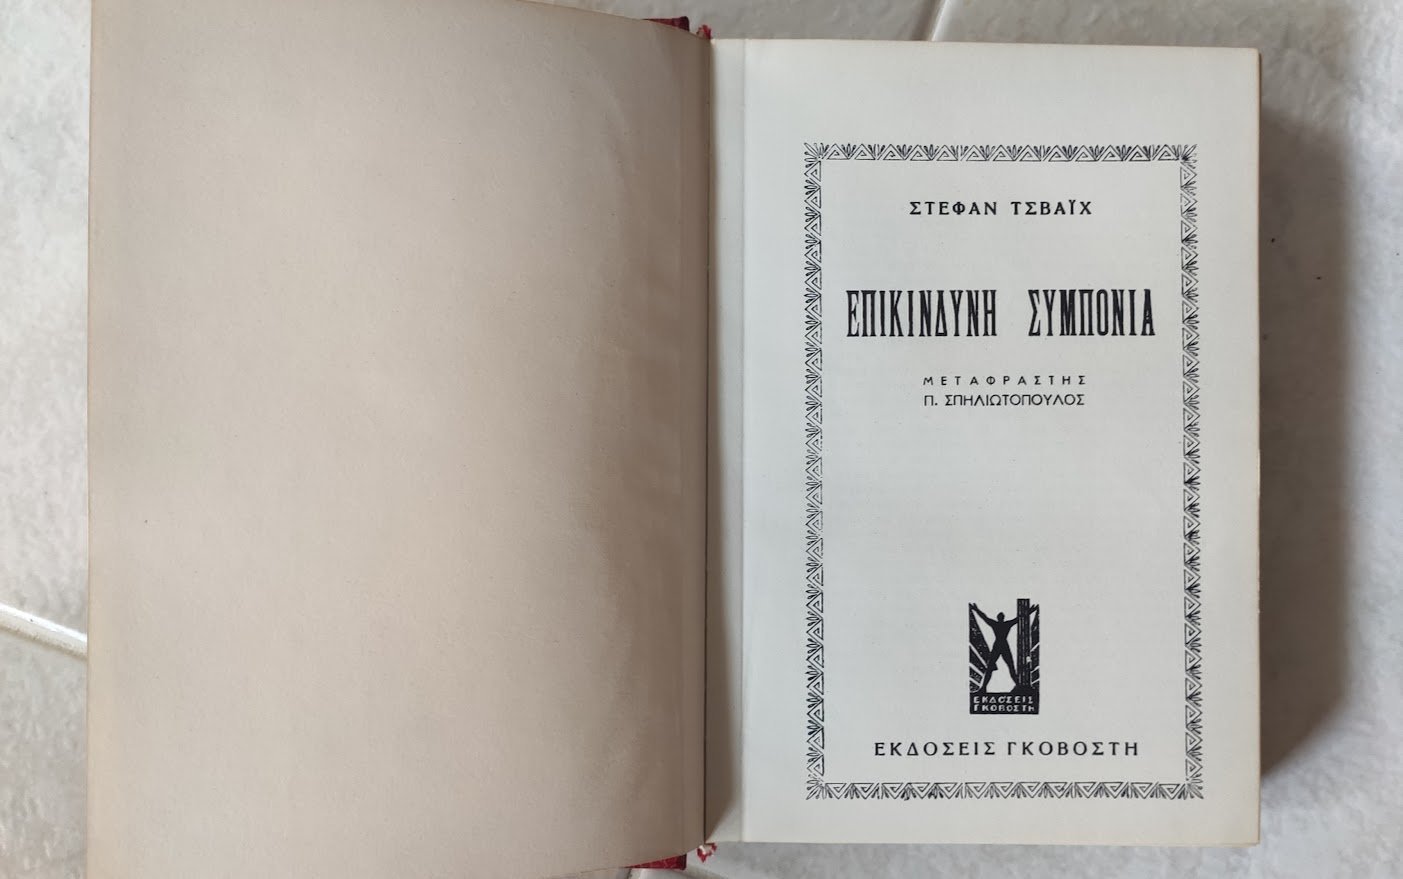 ΣΤΕΦΑΝ ΤΣΒΑΪΧ
ΕΠΙΚΙΝΔΥΝΗ ΣΥΜΠΟΝΙΑ
ΜΕΤΑΦΡΑΣΤΗΣ
Π. ΣΠΗΛΙΩΤΟΠΟΥΛΟΣ
ΕΚΔΟΣΕΙΣ
ΓΚΟΒΟΣΤΗ
ΕΚΔΟΣΕΙΣ ΓΚΟΒΟΣΤΗ